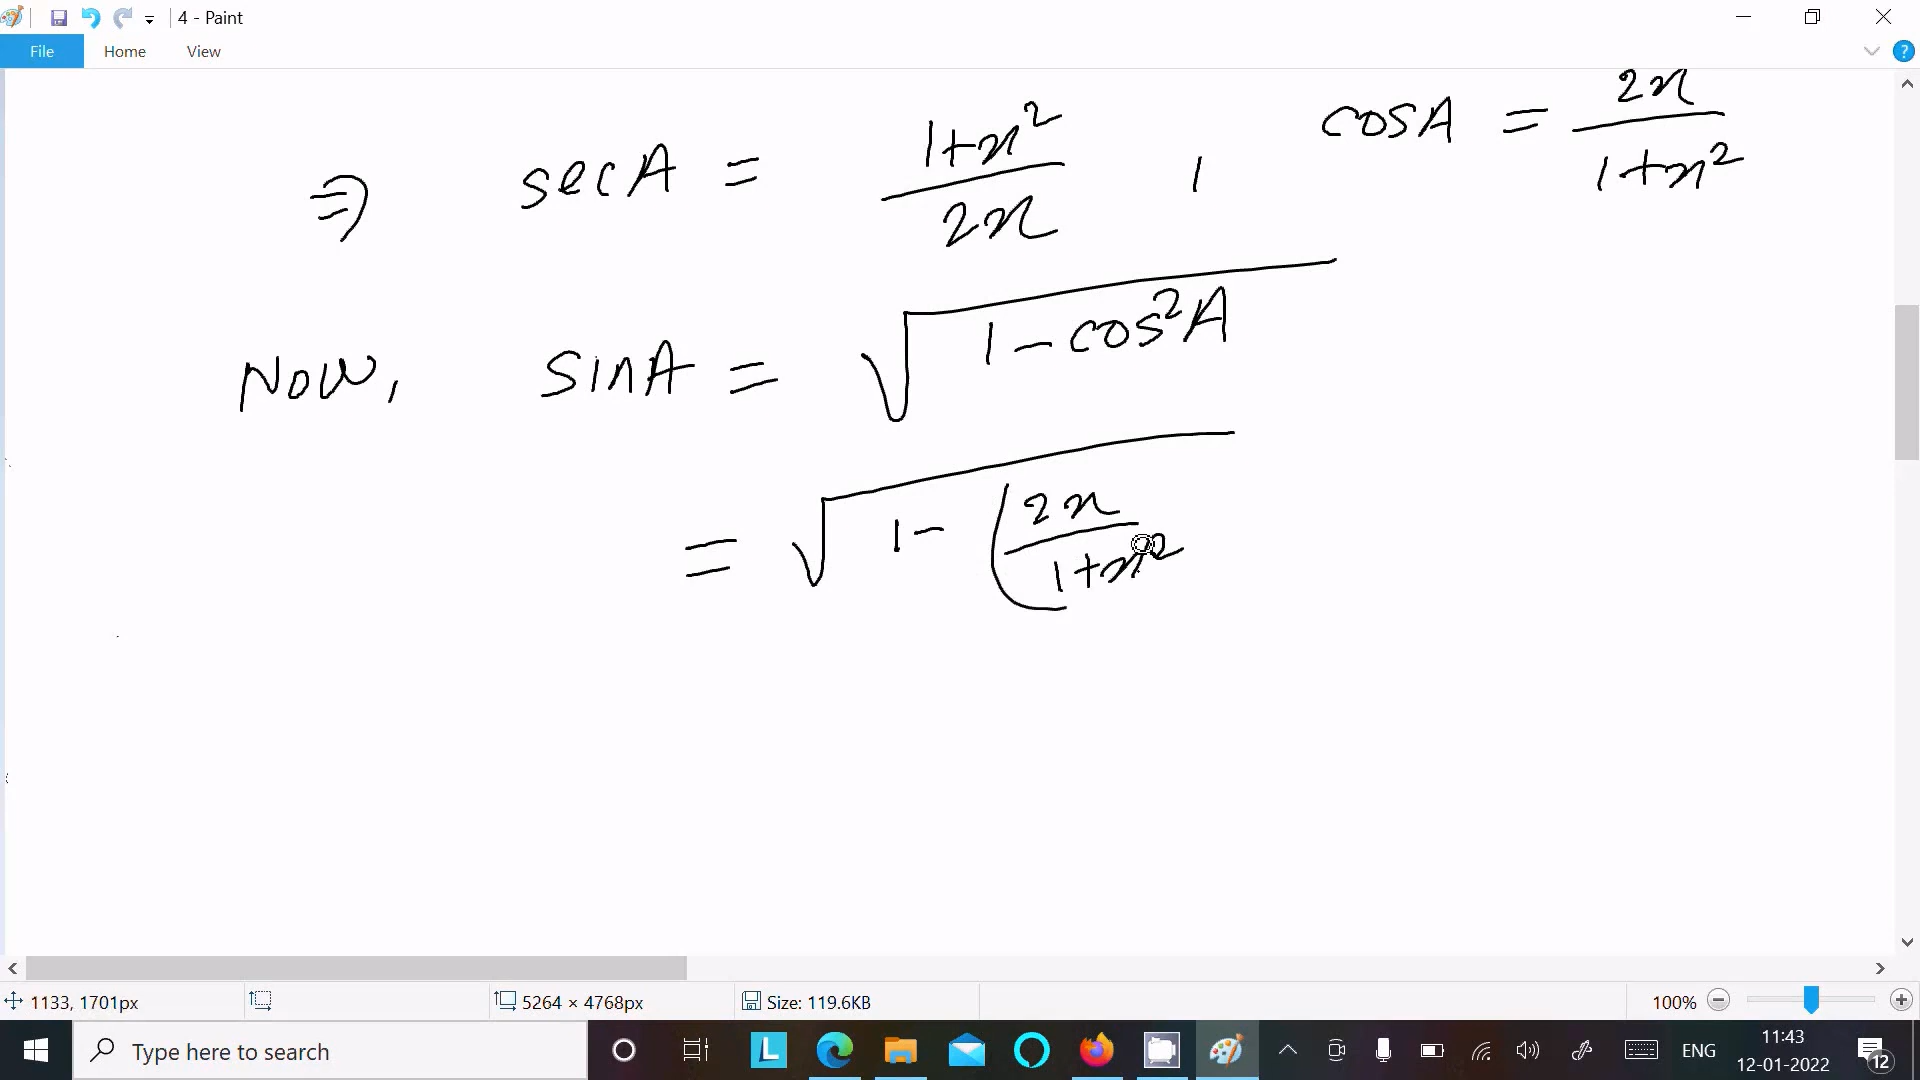 4 - Paint
File Home View
⇒ secA = (1+x²)/(2x) , cosA = 2x/(1+x²)
Now, sinA = √(1-cos²A)
= √(1-(2x/(1+x²)
1133, 1701px 5264 × 4768px Size: 119.6KB 100%
Type here to search L ENG 11:43
12-01-2022 12